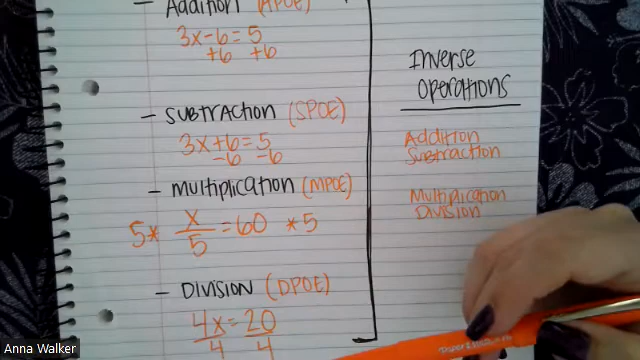 - Addition (APOE)
3x-6=5
+6 +6
- Subtraction (SPOE)
3x+6=5
-6 -6
- Multiplication (MPOE)
5* x/5 =60 *5
- Division (DPOE)
4x=20
4 4
Inverse
Operations
Addition
Subtraction
Multiplication
Division
Anna Walker